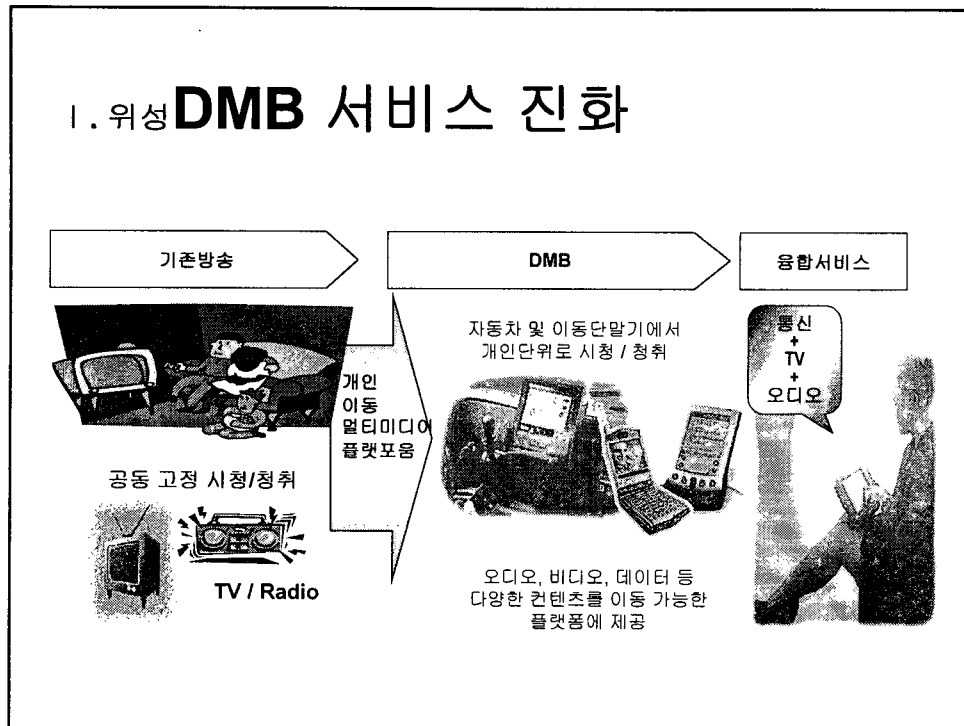 Ⅰ. 위성DMB 서비스 진화
기존방송
DMB
융합서비스
공동 고정 시청/청취
TV / Radio
개인
이동
멀티미디어
플랫포움
자동차 및 이동단말기에서
개인단위로 시청 / 청취
오디오, 비디오, 데이터 등
다양한 컨텐츠를 이동 가능한
플랫폼에 제공
통신
+
TV
+
오디오